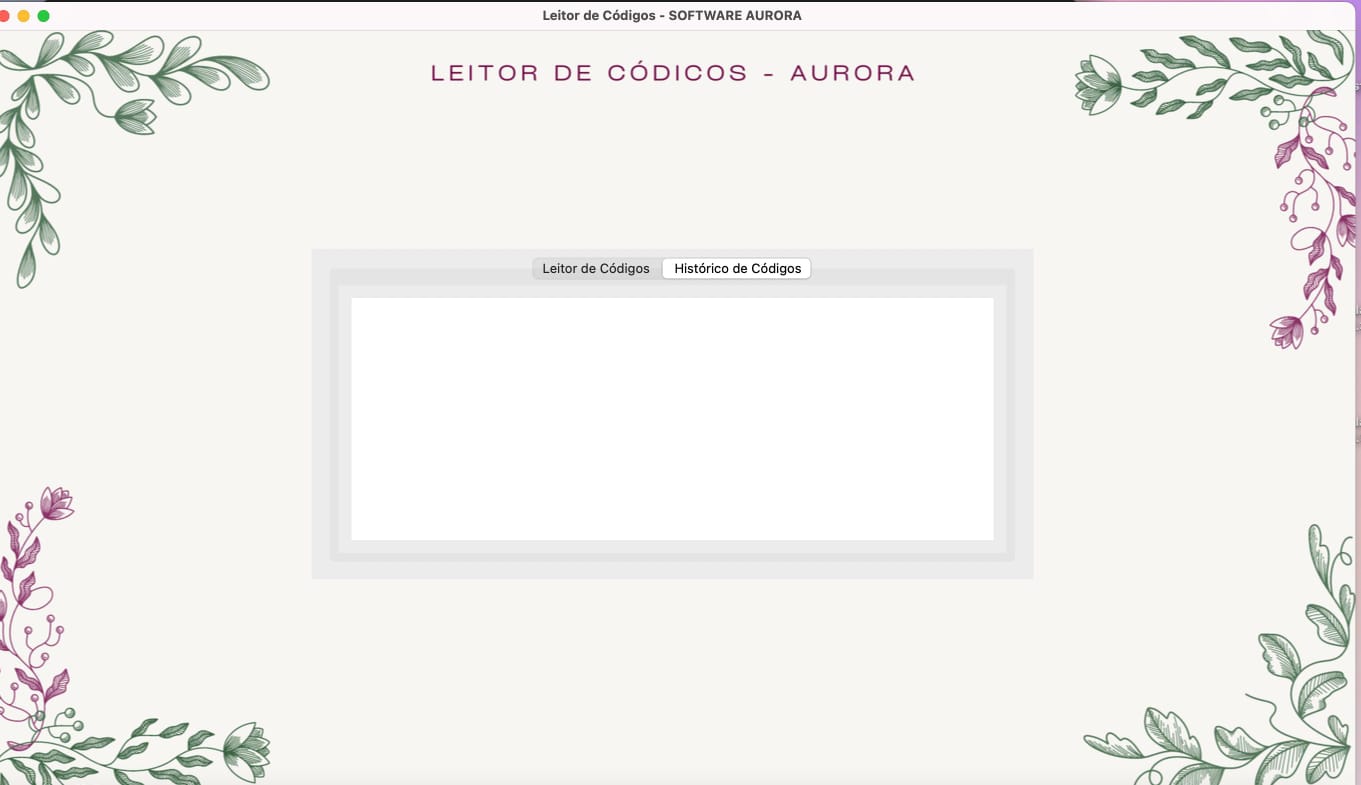 Leitor de Códigos - SOFTWARE AURORA
LEITOR DE CÓDICOS - AURORA
Leitor de Códigos
Histórico de Códigos